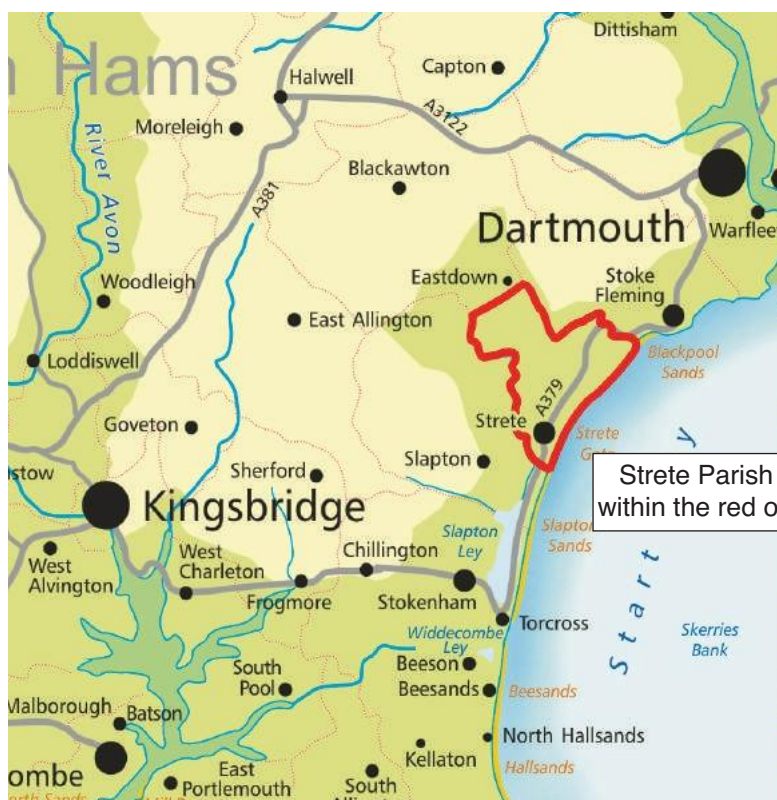 Dittisham
Hams
Capton
Halwell
A3122
Moreleigh
River Avon
Blackawton
A381
Dartmouth
Warflee
Eastdown
Stoke
Fleming
Woodleigh
East Allington
Blackpool
Sands
Loddiswell
A379
Goveton
Strete
Strete
Slapton
Sherford
stow
Strete Parish
within the red o
Kingsbridge
Slapton
Ley
Slapton
Sands
West
Alvington
West
Charleton
Chillington
Frogmore
Stokenham
Torcross
Start
y
Skerries
Bank
Widdecombe
Ley
Beeson
South
Pool
Beesands
Beesands
Malborough
Batson
North Hallsands
Kellaton
Hallsands
ombe
East
Portlemouth
South